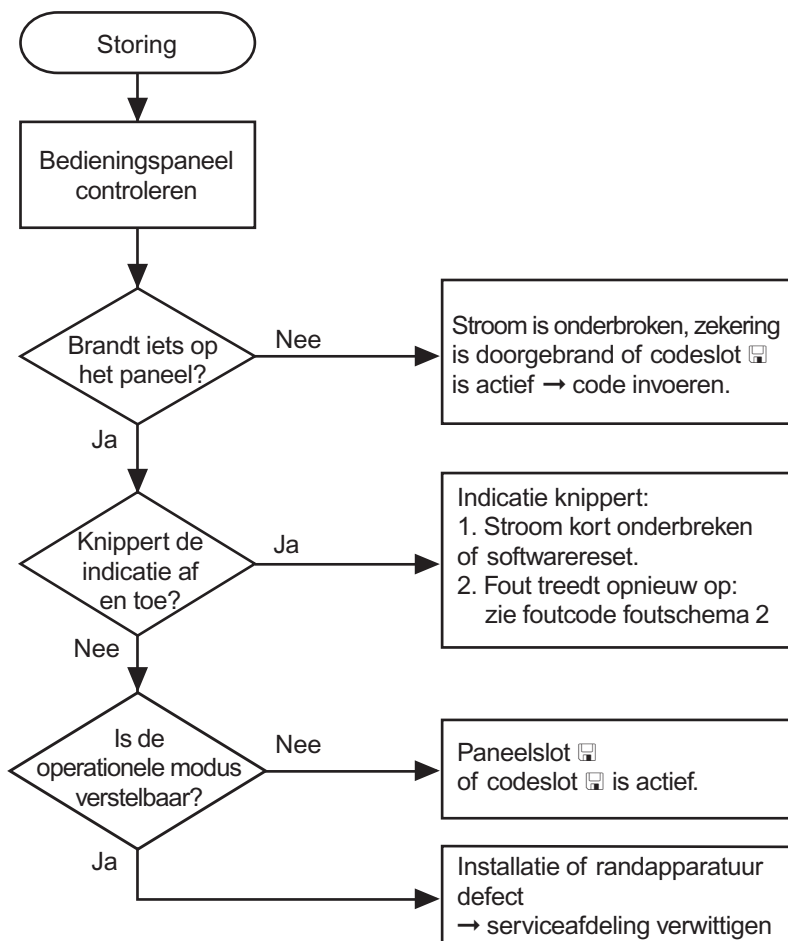 Storing
Bedieningspaneel
controleren
Brandt iets op
het paneel?
Nee
Stroom is onderbroken, zekering
is doorgebrand of codeslot 🖫
is actief ➞ code invoeren.
Ja
Knippert de
indicatie af
en toe?
Ja
Indicatie knippert:
1. Stroom kort onderbreken
of softwarereset.
2. Fout treedt opnieuw op:
zie foutcode foutschema 2
Nee
Is de
operationele modus
verstelbaar?
Nee
Paneelslot 🖫
of codeslot 🖫 is actief.
Ja
Installatie of randapparatuur
defect
➞ serviceafdeling verwittigen